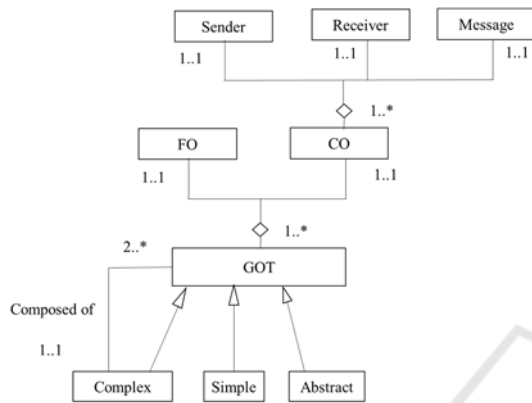 Sender Receiver Message
1..1 1..1 1..1
1..*
FO CO
1..1 1..1
1..*
2..* GOT
Composed of
1..1
Complex Simple Abstract